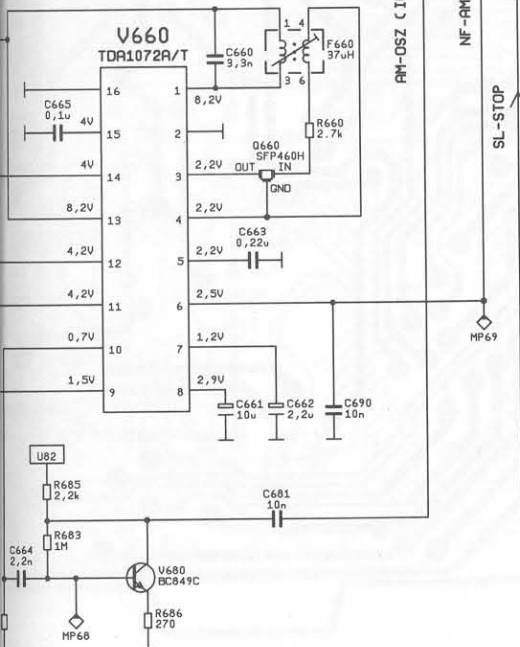 V660
TDA1072A/T
C660
3,3n
1 4
3 6
F660
37uH
AM-OSZ (I
NF-AM
SL-STOP
16
1
8,2V
C665
0,1u
4V
15
2
R660
2.7k
Q660
SFP460H
OUT IN
GND
4V
14
3
2,2V
8,2V
13
4
2,2V
C663
0,22u
4,2V
12
5
2,2V
4,2V
11
6
2,5V
MP69
0,7V
10
7
1,2V
1,5V
9
8
2,9V
C661
10u
C662
2,2u
C690
10n
U82
R685
2,2k
C681
10n
R683
1M
C664
2,2n
V680
BC849C
MP68
R686
270